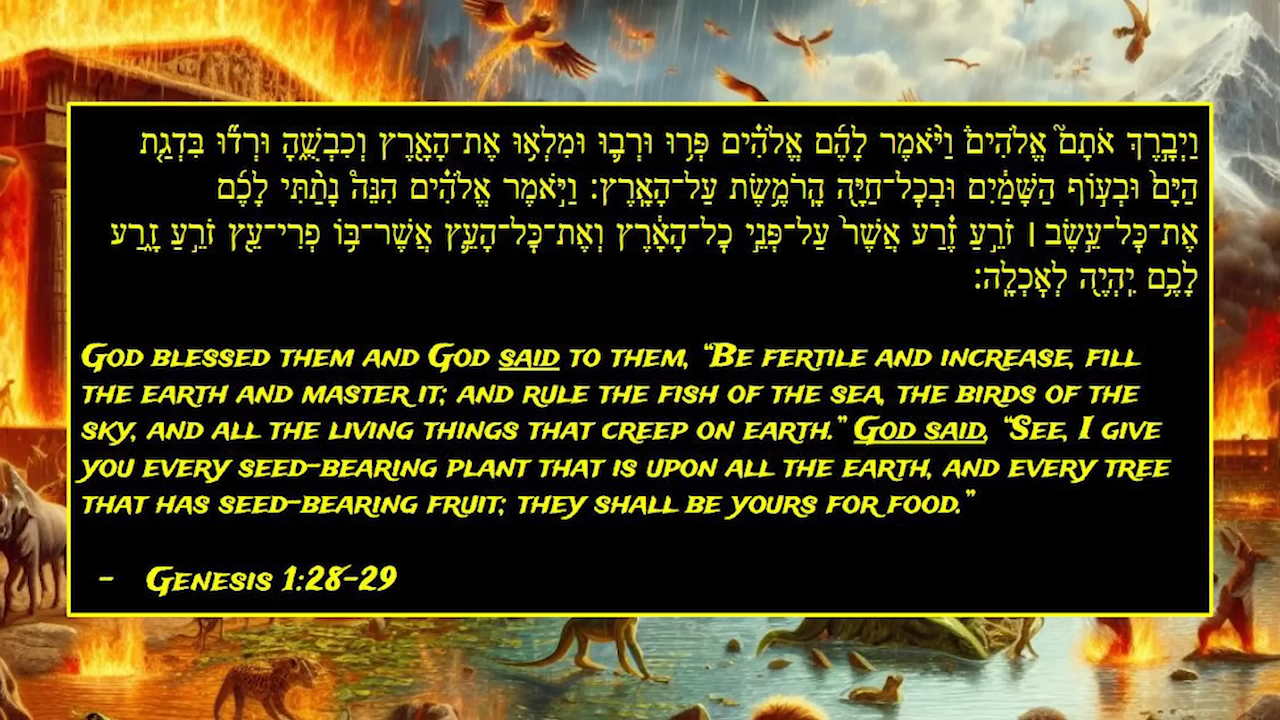 וַיְבָ֣רֶךְ אֹתָם֮ אֱלֹהִים֒ וַיֹּ֨אמֶר לָהֶ֜ם אֱלֹהִ֗ים פְּר֥וּ וּרְב֛וּ וּמִלְא֥וּ אֶת־הָאָ֖רֶץ וְכִבְשֻׁ֑הָ וּרְד֞וּ בִּדְגַ֤ת
הַיָּם֙ וּבְע֣וֹף הַשָּׁמַ֔יִם וּבְכׇל־חַיָּ֖ה הָֽרֹמֶ֥שֶׂת עַל־הָאָֽרֶץ׃ וַיֹּ֣אמֶר אֱלֹהִ֗ים הִנֵּה֩ נָתַ֨תִּי לָכֶ֜ם
אֶת־כׇּל־עֵ֣שֶׂב ׀ זֹרֵ֣עַ זֶ֗רַע אֲשֶׁר֙ עַל־פְּנֵ֣י כׇל־הָאָ֔רֶץ וְאֶת־כׇּל־הָעֵ֛ץ אֲשֶׁר־בּ֥וֹ פְרִי־עֵ֖ץ זֹרֵ֣עַ זָ֑רַע
לָכֶ֥ם יִֽהְיֶ֖ה לְאׇכְלָֽה׃
God blessed them and God said to them, “Be fertile and increase, fill
the earth and master it; and rule the fish of the sea, the birds of the
sky, and all the living things that creep on earth.” God said, “See, I give
you every seed-bearing plant that is upon all the earth, and every tree
that has seed-bearing fruit; they shall be yours for food.”
- Genesis 1:28-29